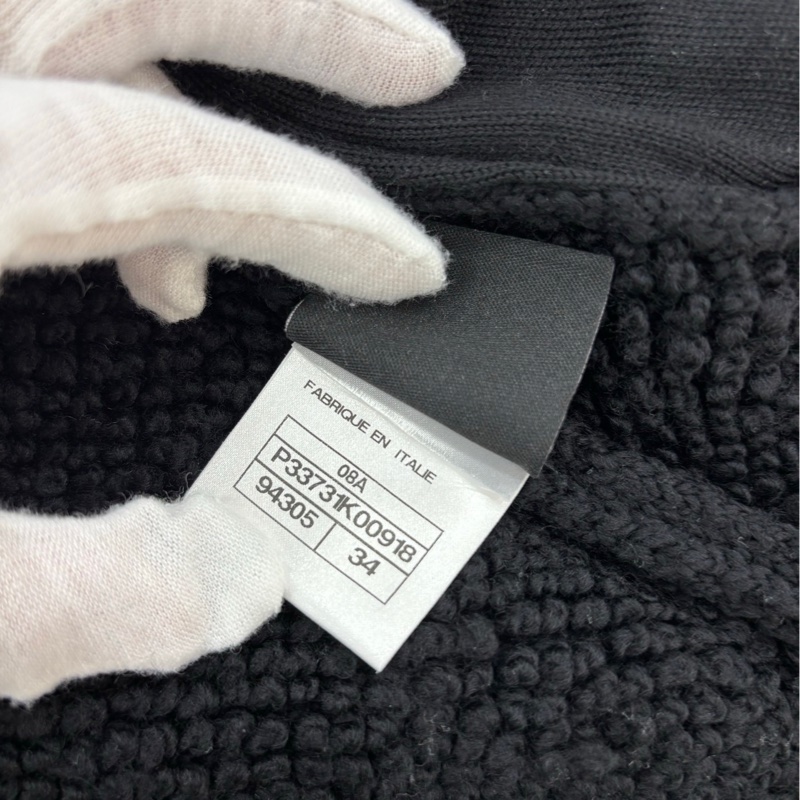 FABRIQUE EN ITALIE
08A
P33731K00918
94305 34